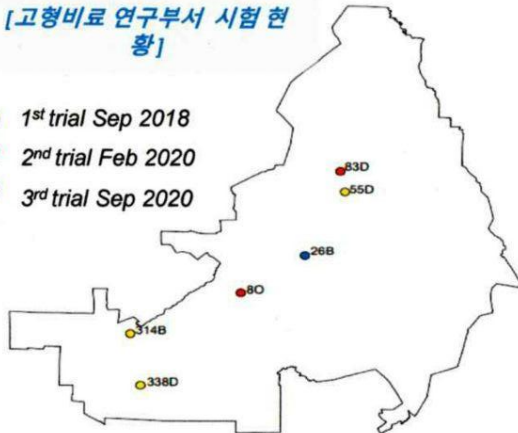 [고형비료 연구부서 시험 현
황]
1st trial Sep 2018
2nd trial Feb 2020
3rd trial Sep 2020
83D
55D
26B
8O
314B
338D